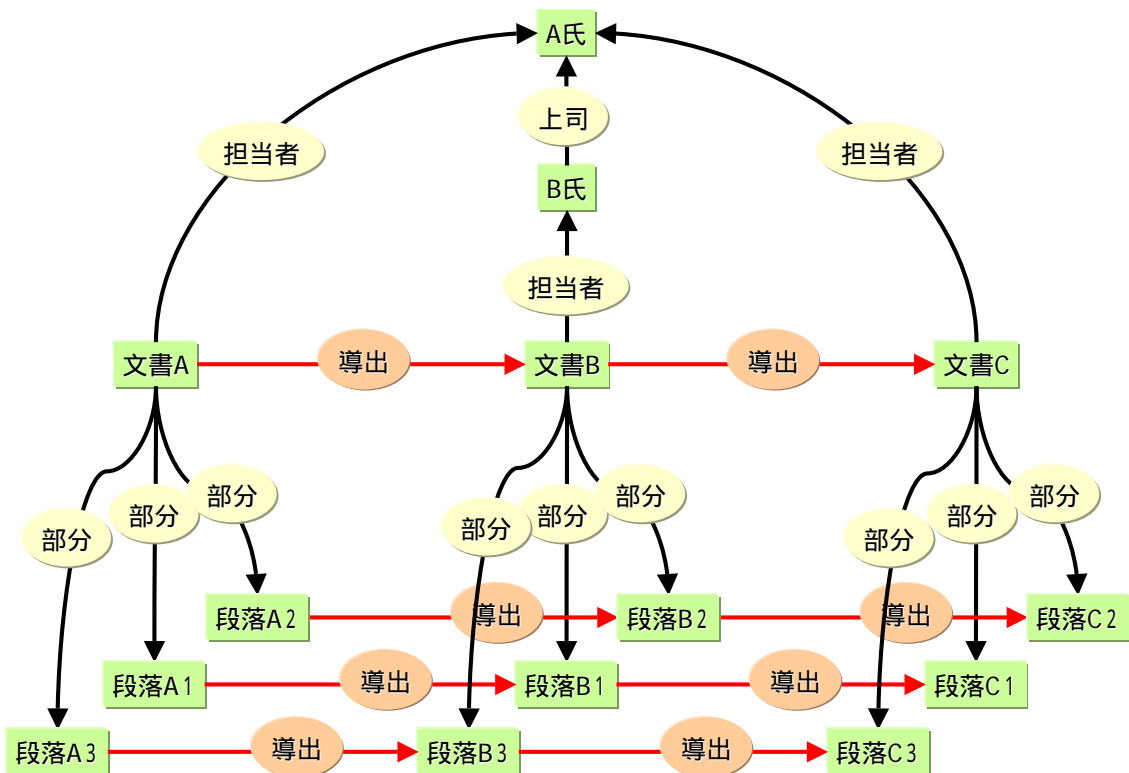 A氏
上司
担当者
担当者
B氏
担当者
文書A
導出
文書B
導出
文書C
部分
部分
部分
部分
部分
部分
部分
部分
部分
段落A2
導出
段落B2
導出
段落C2
段落A1
導出
段落B1
導出
段落C1
段落A3
導出
段落B3
導出
段落C3